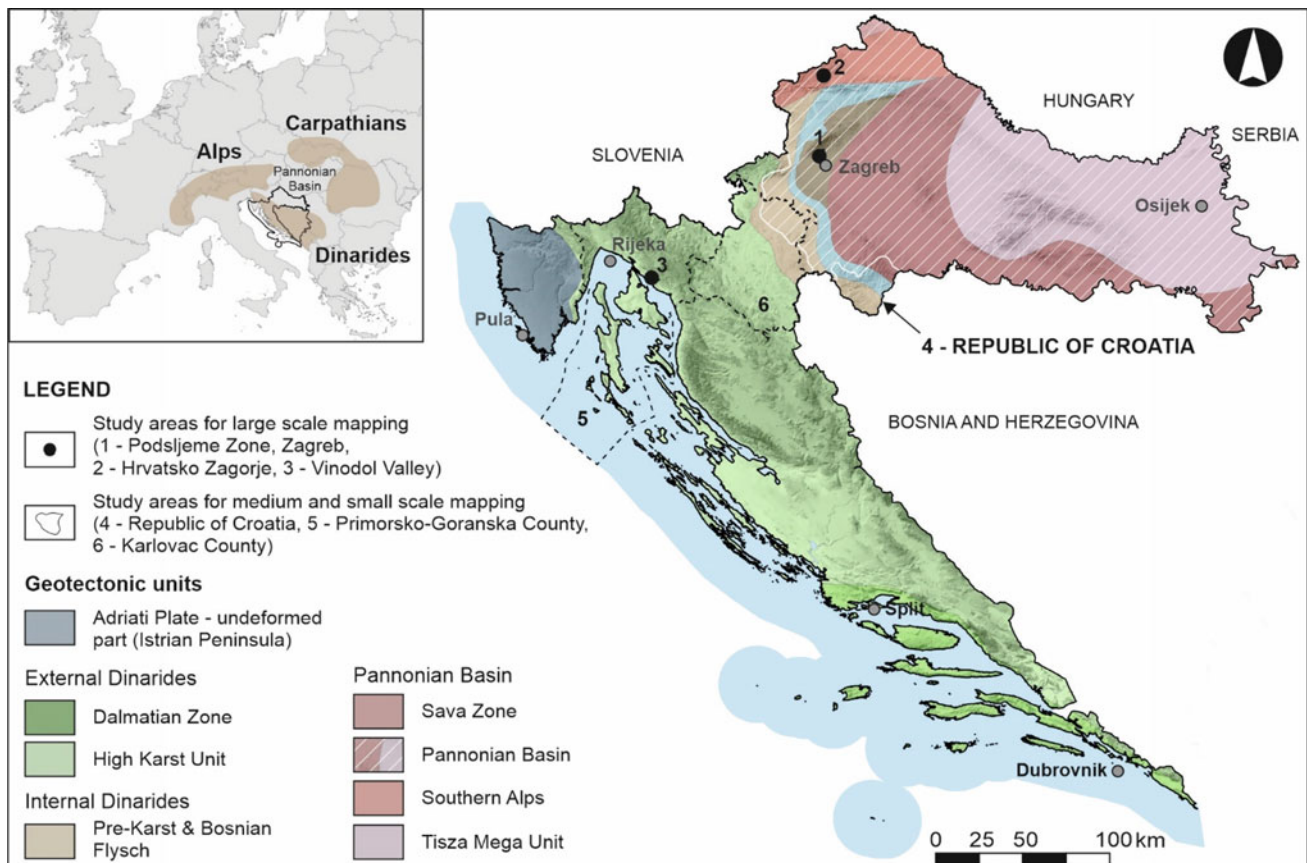 Carpathians
Alps
Pannonian
Basin
Dinarides
HUNGARY
SERBIA
SLOVENIA
2
1
Zagreb
Osijek
Rijeka
3
6
Pula
5
4 - REPUBLIC OF CROATIA
BOSNIA AND HERZEGOVINA
Split
Dubrovnik
LEGEND
Study areas for large scale mapping
(1 - Podsljeme Zone, Zagreb,
2 - Hrvatsko Zagorje, 3 - Vinodol Valley)
Study areas for medium and small scale mapping
(4 - Republic of Croatia, 5 - Primorsko-Goranska County,
6 - Karlovac County)
Geotectonic units
Adriati Plate - undeformed
part (Istrian Peninsula)
External Dinarides
Dalmatian Zone
High Karst Unit
Internal Dinarides
Pre-Karst & Bosnian
Flysch
Pannonian Basin
Sava Zone
Pannonian Basin
Southern Alps
Tisza Mega Unit
0 25 50 100 km